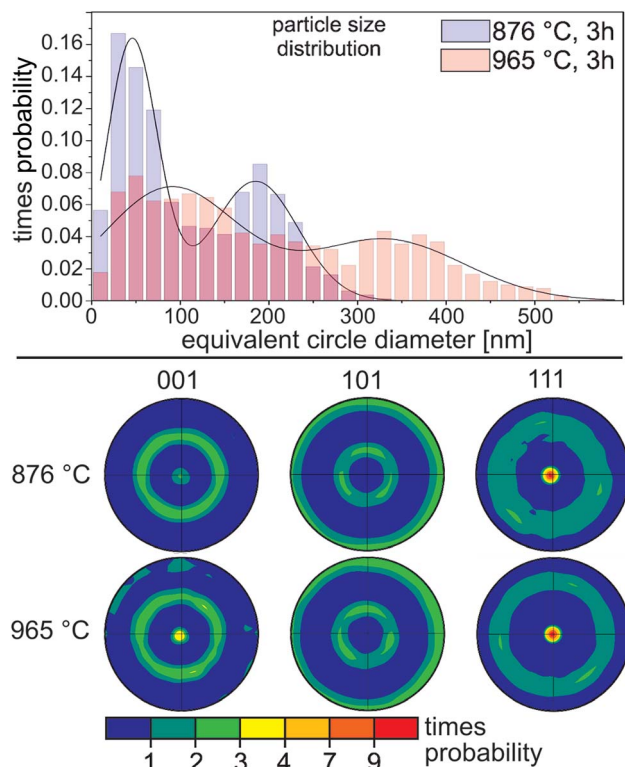 particle size
distribution
876 °C, 3h
965 °C, 3h
times probability
0.16
0.14
0.12
0.10
0.08
0.06
0.04
0.02
0.00
0 100 200 300 400 500
equivalent circle diameter [nm]
001 101 111
876 °C
965 °C
1 2 3 4 7 9
times
probability